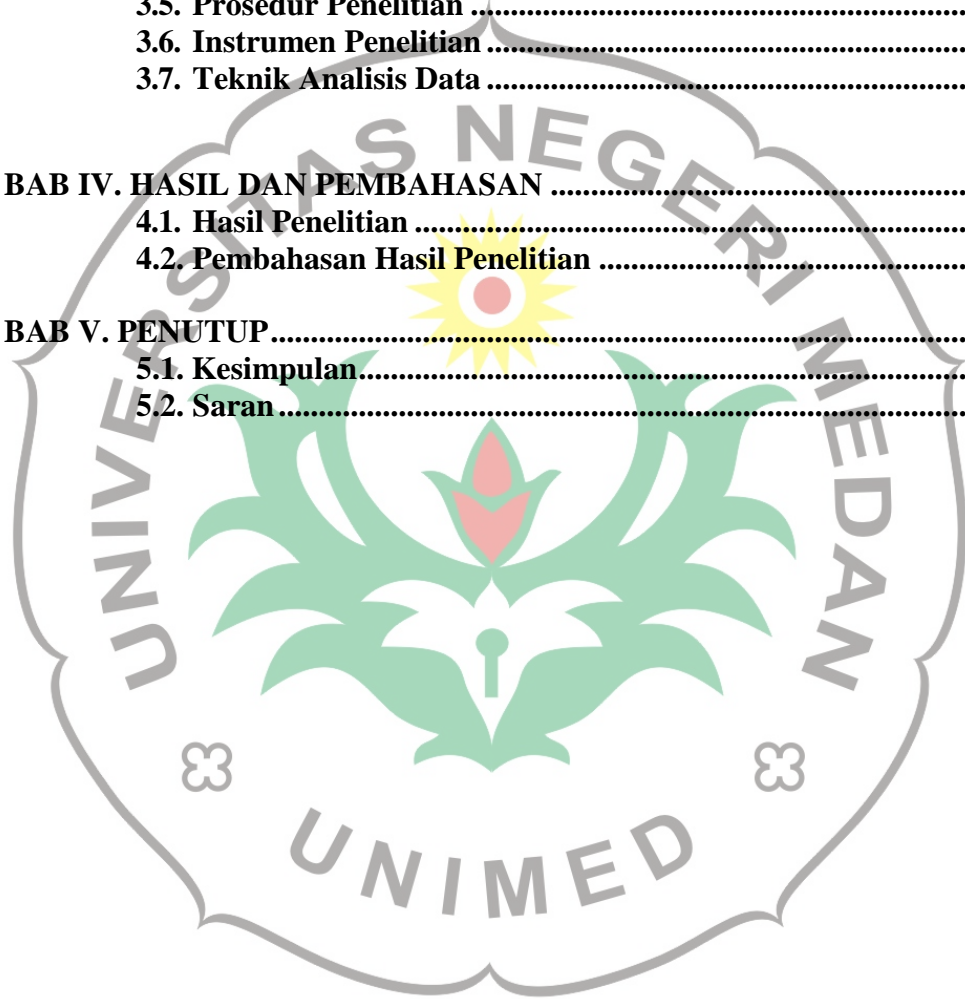 3.5. Prosedur Penelitian ........................................................................
3.6. Instrumen Penelitian ......................................................................
3.7. Teknik Analisis Data ......................................................................
BAB IV. HASIL DAN PEMBAHASAN .............................................................
4.1. Hasil Penelitian ................................................................................
4.2. Pembahasan Hasil Penelitian .....................................................
BAB V. PENUTUP.....................................................................................................
5.1. Kesimpulan........................................................................................
5.2. Saran ....................................................................................................
UNIVERSITAS NEGERI MEDAN
UNIMED